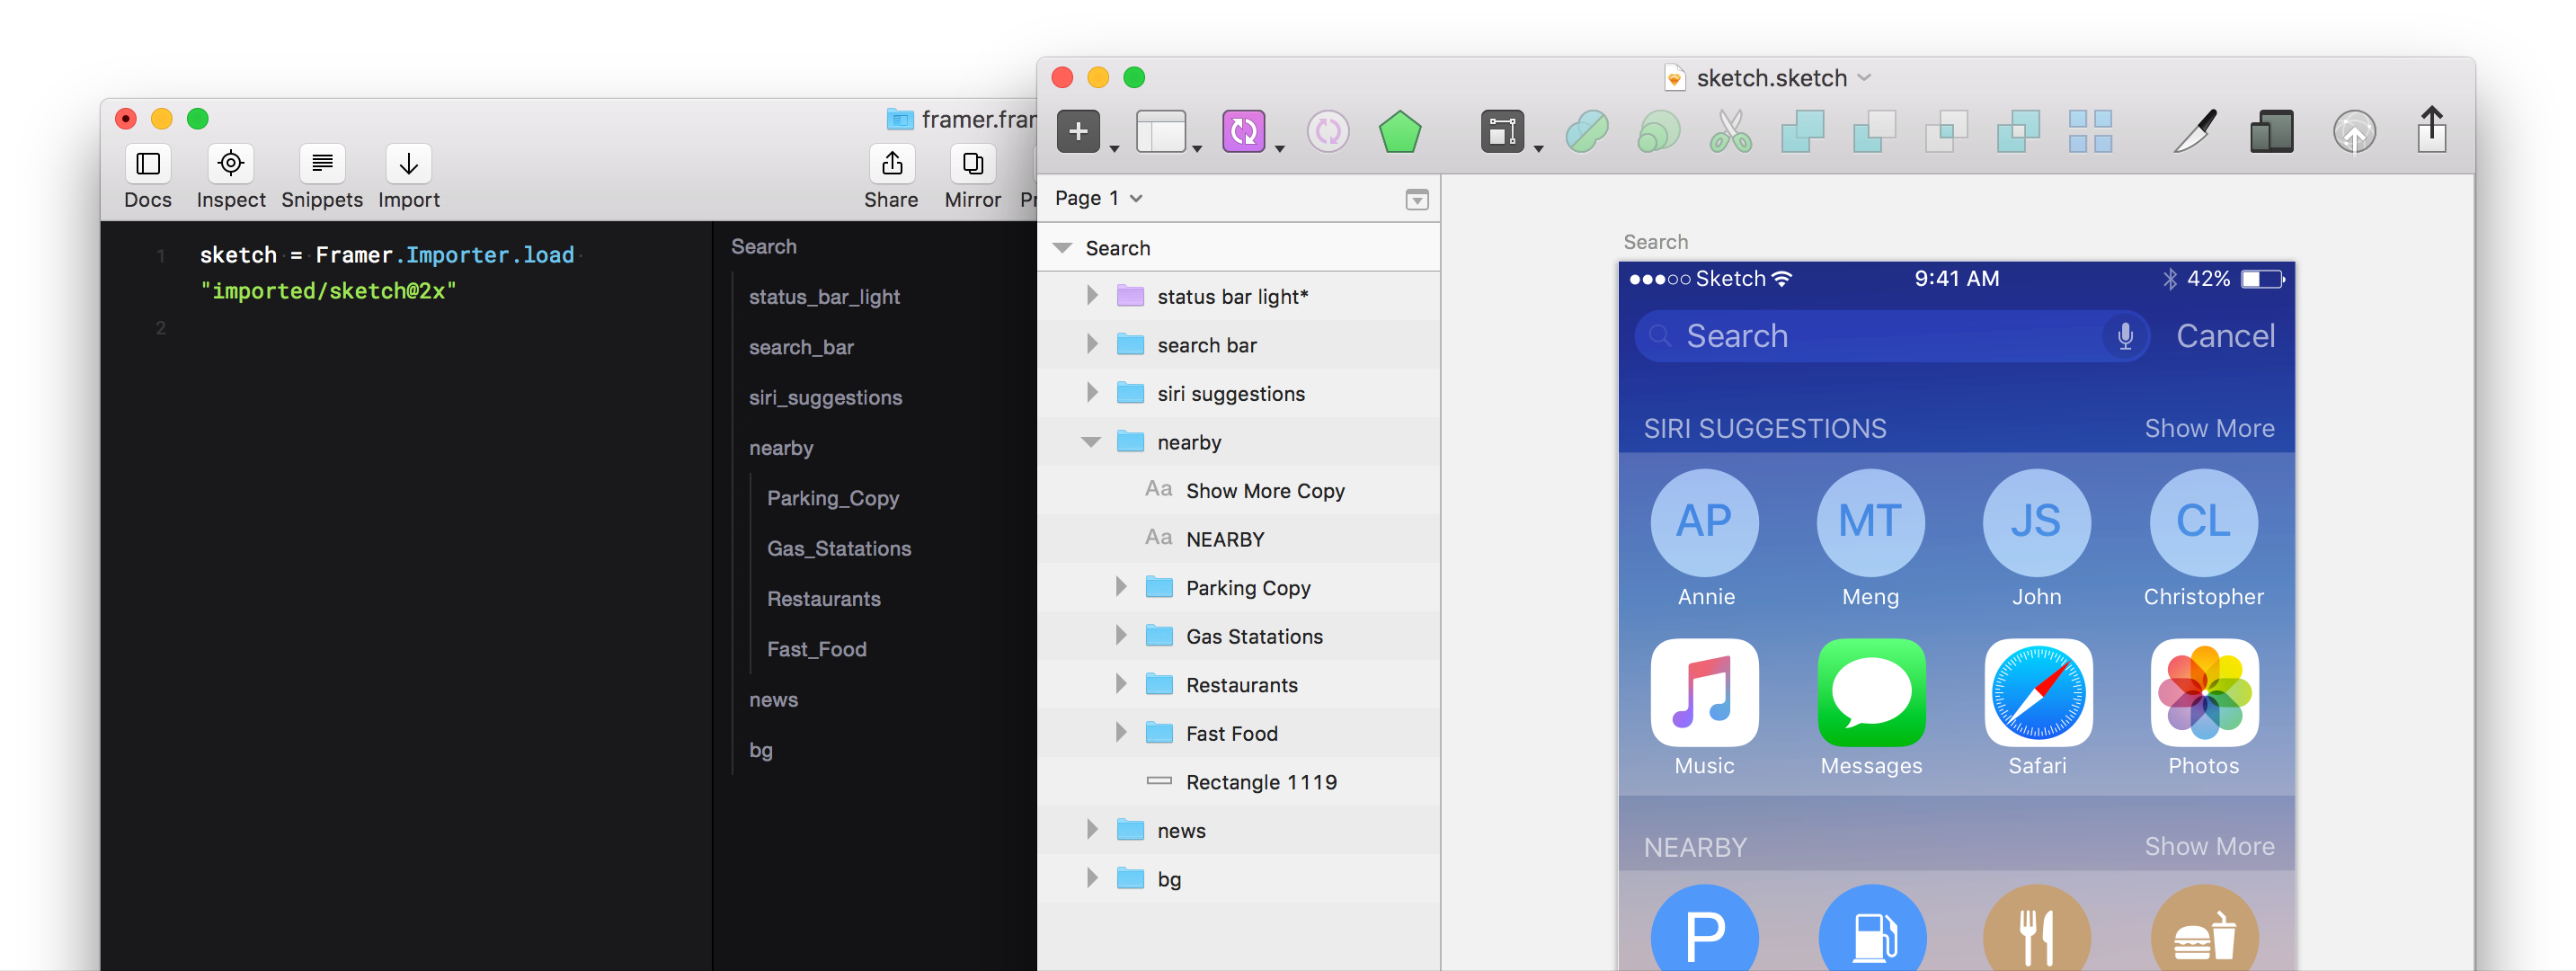 framer.fram
Docs
Inspect
Snippets
Import
Share
Mirror
1 sketch = Framer.Importer.load
"imported/sketch@2x"
2
Search
status_bar_light
search_bar
siri_suggestions
nearby
Parking_Copy
Gas_Statations
Restaurants
Fast_Food
news
bg
sketch.sketch
Page 1
Search
status bar light*
search bar
siri suggestions
nearby
Aa Show More Copy
Aa NEARBY
Parking Copy
Gas Statations
Restaurants
Fast Food
Rectangle 1119
news
bg
Search
Sketch 9:41 AM 42%
Search Cancel
SIRI SUGGESTIONS Show More
AP MT JS CL
Annie Meng John Christopher
Music Messages Safari Photos
NEARBY Show More
P